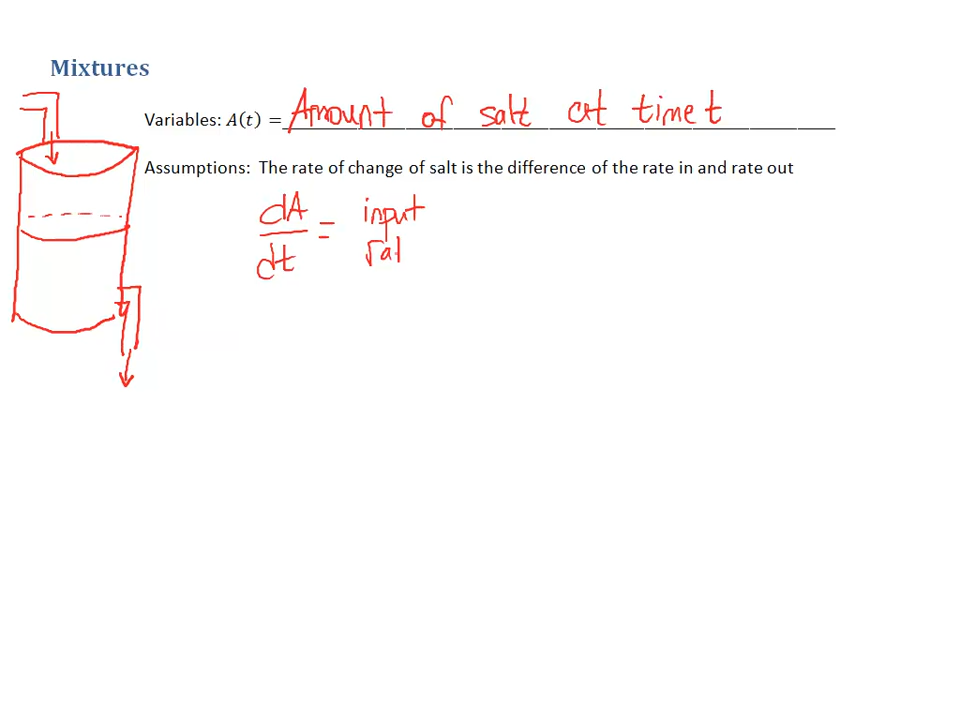 Mixtures
Variables: A(t) = Amount of salt at time t
Assumptions: The rate of change of salt is the difference of the rate in and rate out
dA/dt = input
rat